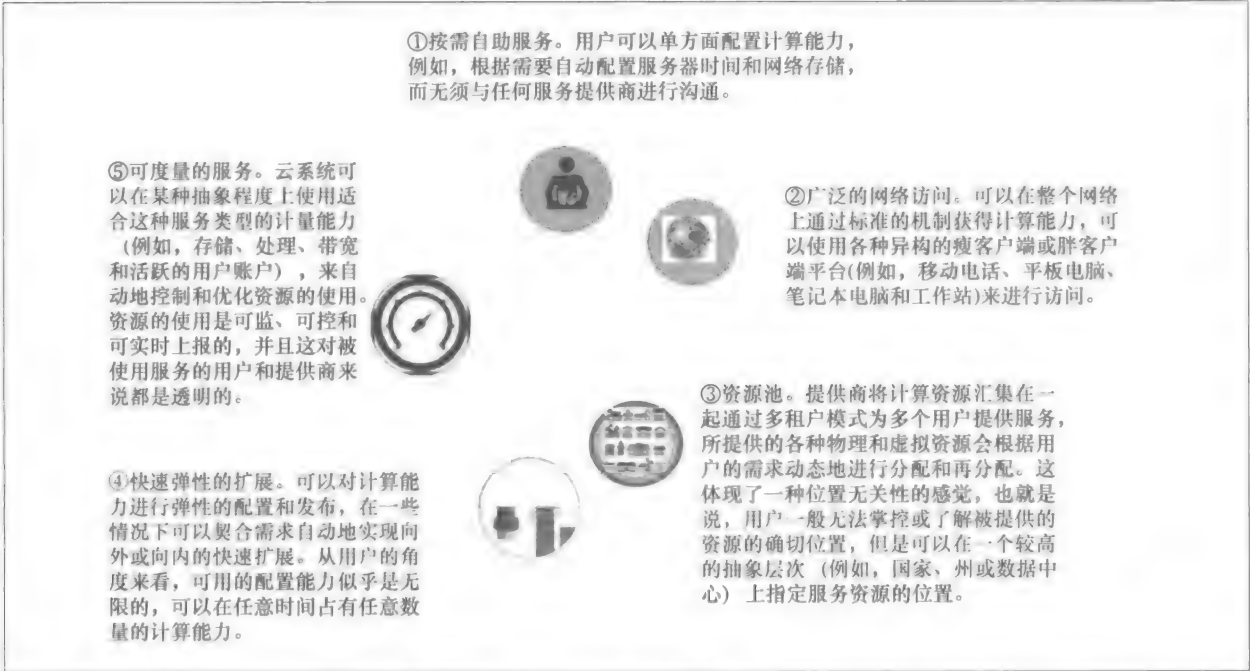 ①按需自助服务。用户可以单方面配置计算能力，
例如，根据需要自动配置服务器时间和网络存储，
而无须与任何服务提供商进行沟通。
②广泛的网络访问。可以在整个网络
上通过标准的机制获得计算能力，可
以使用各种异构的瘦客户端或胖客户
端平台(例如，移动电话、平板电脑、
笔记本电脑和工作站)来进行访问。
③资源池。提供商将计算资源汇集在一
起通过多租户模式为多个用户提供服务，
所提供的各种物理和虚拟资源会根据用
户的需求动态地进行分配和再分配。这
体现了一种位置无关性的感觉，也就是
说，用户一般无法掌控或了解被提供的
资源的确切位置，但是可以在一个较高
的抽象层次（例如，国家、州或数据中
心）上指定服务资源的位置。
④快速弹性的扩展。可以对计算能
力进行弹性的配置和发布，在一些
情况下可以契合需求自动地实现向
外或向内的快速扩展。从用户的角
度来看，可用的配置能力似乎是无
限的，可以在任意时间占有任意数
量的计算能力。
⑤可度量的服务。云系统可
以在某种抽象程度上使用适
合这种服务类型的计量能力
（例如，存储、处理、带宽
和活跃的用户账户），来自
动地控制和优化资源的使用。
资源的使用是可监、可控和
可实时上报的，并且这对被
使用服务的用户和提供商来
说都是透明的。